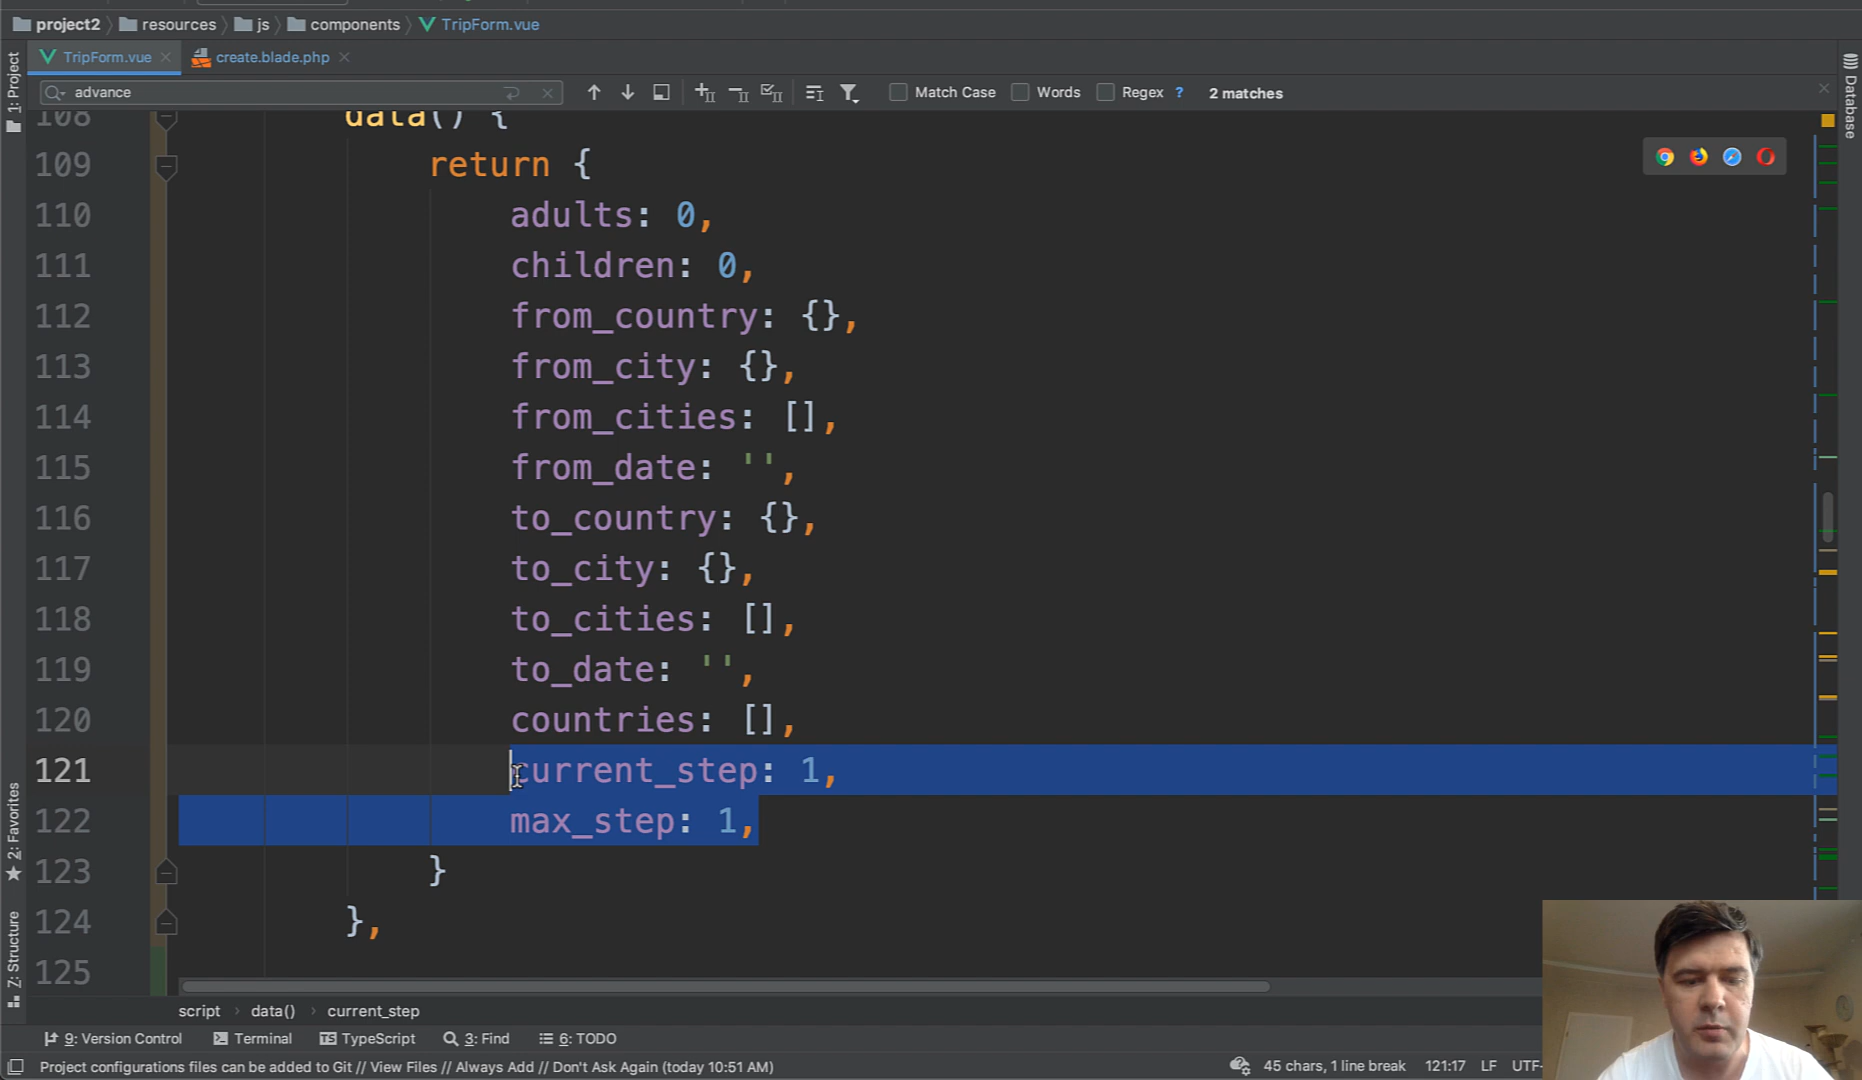 project2 resources js components TripForm.vue
TripForm.vue create.blade.php
advance Match Case Words Regex ? 2 matches
1: Project
Database
108 data() {
109 return {
110 adults: 0,
111 children: 0,
112 from_country: {},
113 from_city: {},
114 from_cities: [],
115 from_date: '',
116 to_country: {},
117 to_city: {},
118 to_cities: [],
119 to_date: '',
120 countries: [],
121 current_step: 1,
122 max_step: 1,
123 }
124 },
125
2: Favorites
Z: Structure
script › data() › current_step
9: Version Control Terminal TS TypeScript 3: Find 6: TODO
Project configurations files can be added to Git // View Files // Always Add // Don't Ask Again (today 10:51 AM) 45 chars, 1 line break 121:17 LF UTF-